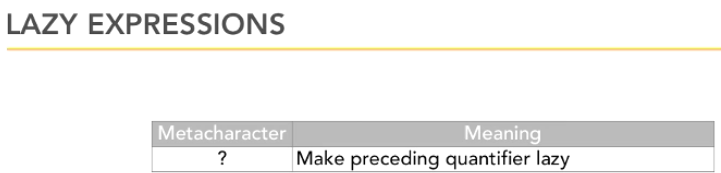 LAZY EXPRESSIONS
Metacharacter Meaning
? Make preceding quantifier lazy